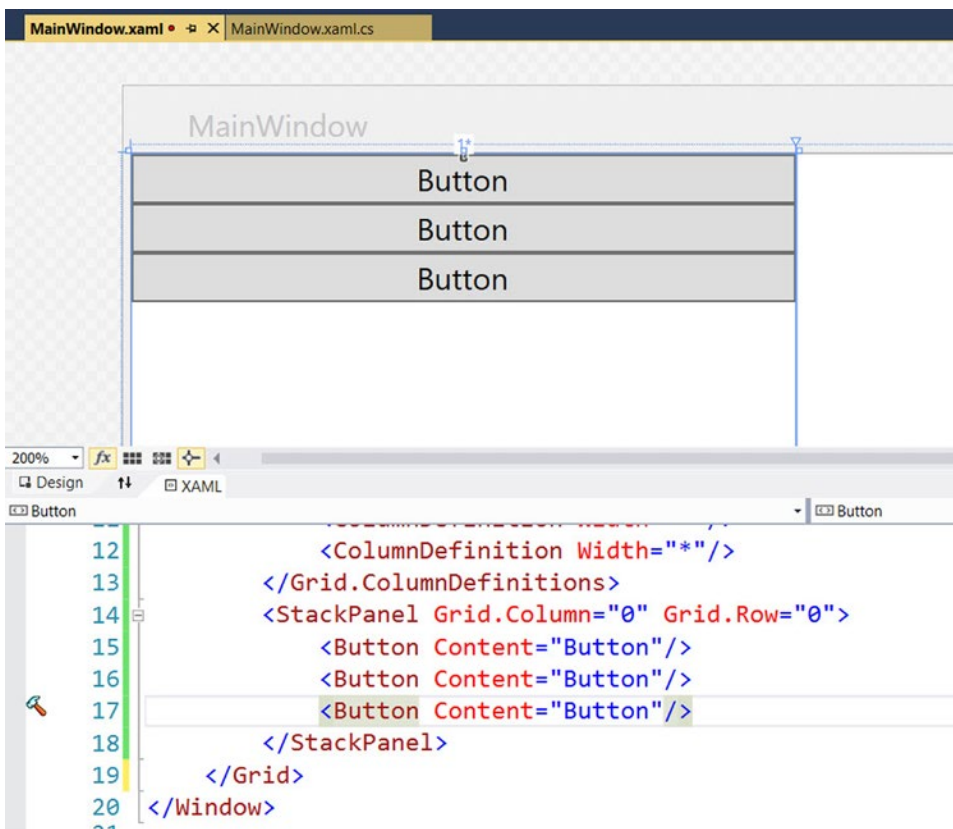 MainWindow.xaml MainWindow.xaml.cs
MainWindow
1*
Button
Button
Button
200% fx
Design XAML
Button Button
12 <ColumnDefinition Width="*"/>
13 </Grid.ColumnDefinitions>
14 <StackPanel Grid.Column="0" Grid.Row="0">
15 <Button Content="Button"/>
16 <Button Content="Button"/>
17 <Button Content="Button"/>
18 </StackPanel>
19 </Grid>
20 </Window>